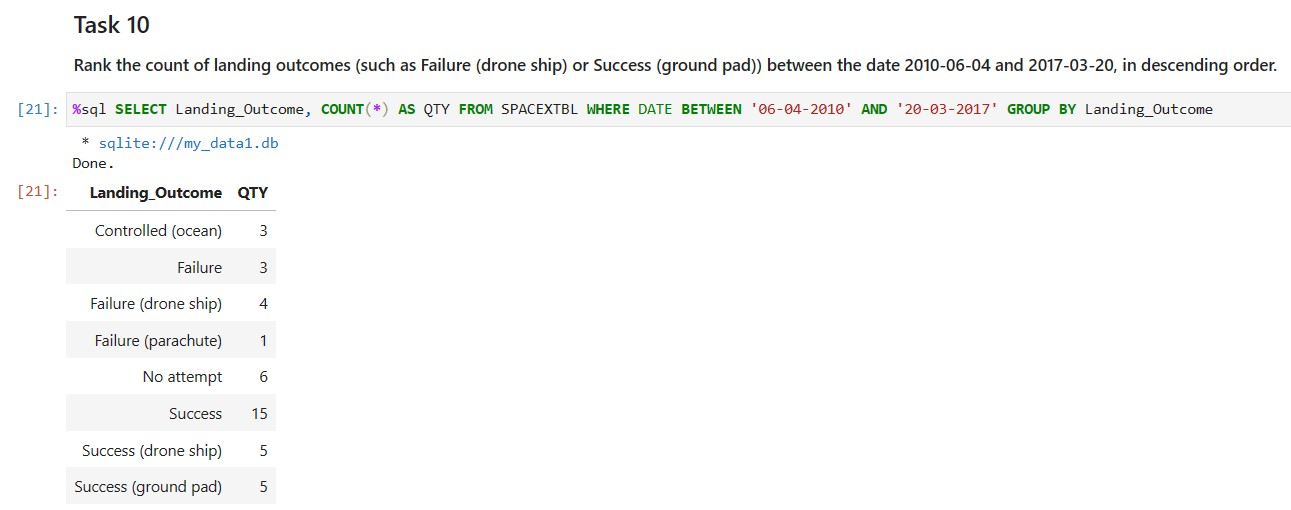 Task 10
Rank the count of landing outcomes (such as Failure (drone ship) or Success (ground pad)) between the date 2010-06-04 and 2017-03-20, in descending order.
[21]: %sql SELECT Landing_Outcome, COUNT(*) AS QTY FROM SPACEXTBL WHERE DATE BETWEEN '06-04-2010' AND '20-03-2017' GROUP BY Landing_Outcome
* sqlite:///my_data1.db
Done.
[21]: Landing_Outcome QTY
Controlled (ocean) 3
Failure 3
Failure (drone ship) 4
Failure (parachute) 1
No attempt 6
Success 15
Success (drone ship) 5
Success (ground pad) 5